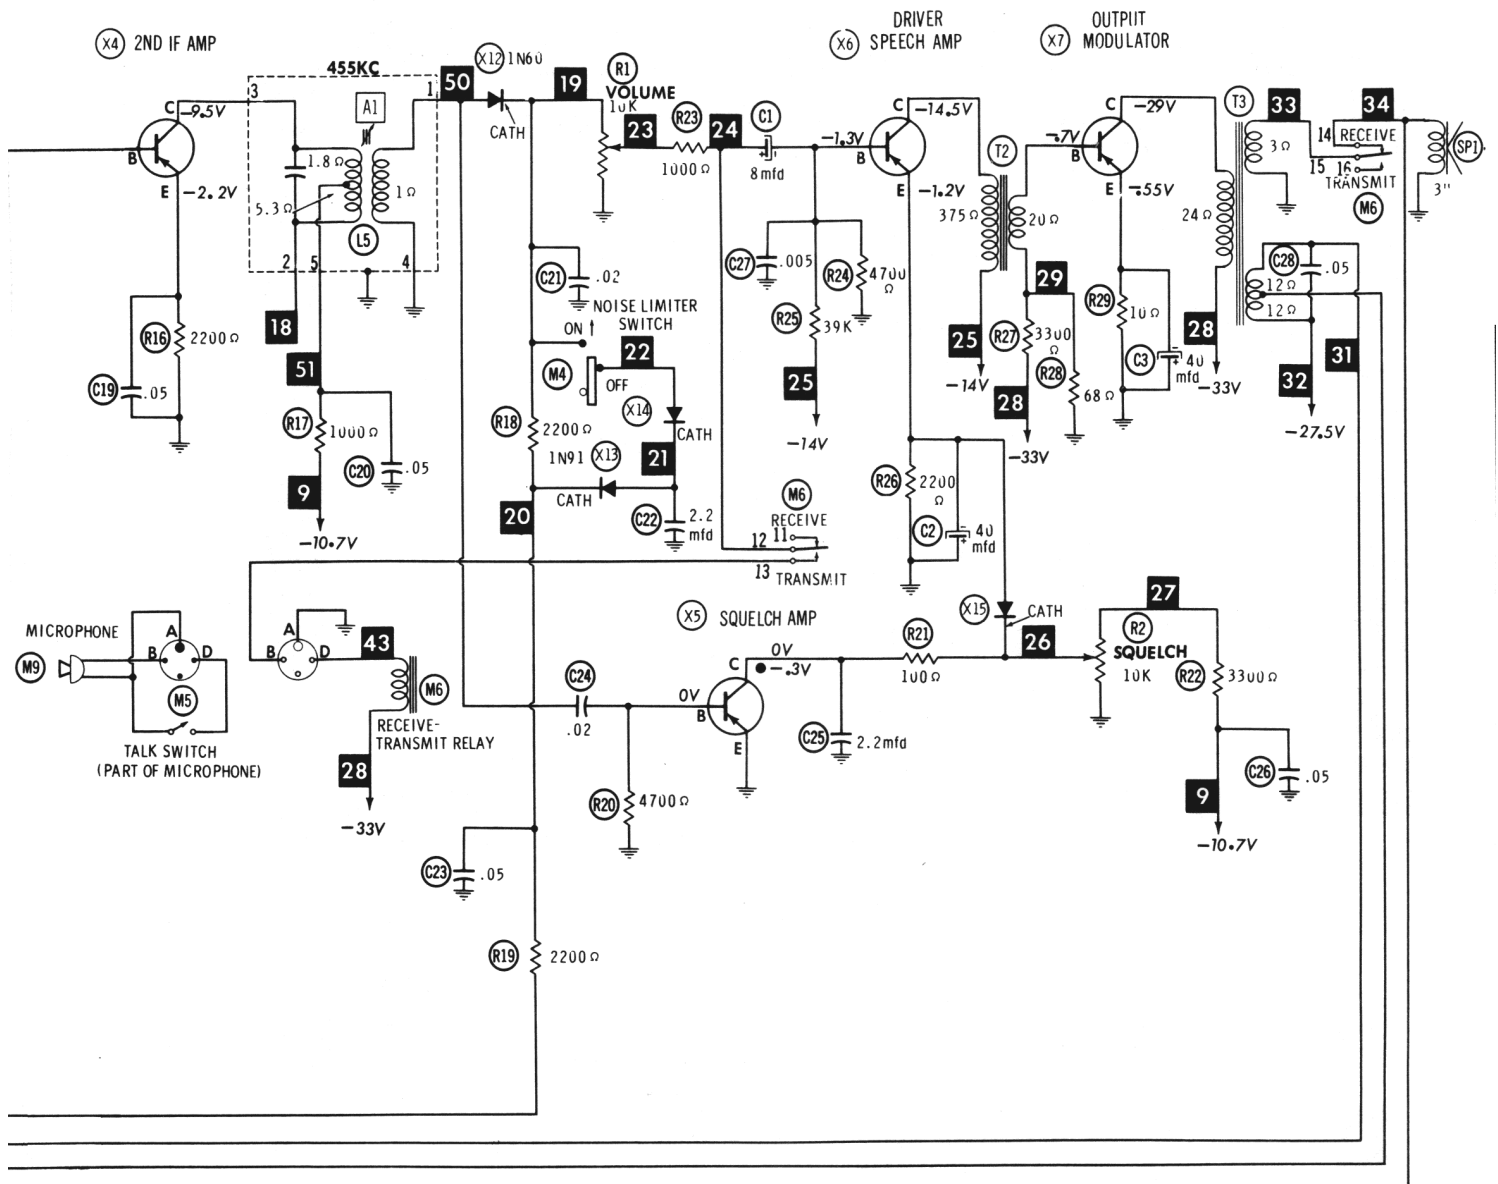 X4 2ND IF AMP
DRIVER
X6 SPEECH AMP
OUTPUT
X7 MODULATOR
455KC
3
1
50
X12 1N60
CATH
19
R1
VOLUME
10K
23
R23
1000Ω
24
C1
8mfd
C
-9.5V
B
E
-2.2V
A1
1.8Ω
5.3Ω
1Ω
L5
2
5
4
R16
2200Ω
C19
.05
18
51
R17
1000Ω
C20
.05
9
-10.7V
C21
.02
NOISE LIMITER
SWITCH
ON
22
M4
OFF
X14
CATH
R18
2200Ω
1N91
X13
21
CATH
20
C22
2.2
mfd
-1.3V
B
C
-14.5V
E
-1.2V
C27
.005
R24
4700
Ω
R25
39K
25
-14V
T2
375Ω
20Ω
25
-14V
29
R27
3300
Ω
R28
68Ω
28
-33V
-.7V
B
C
-29V
E
-.55V
R29
10Ω
C3
40
mfd
24Ω
28
-33V
T3
33
3Ω
34
14
RECEIVE
15
16
TRANSMIT
M6
SP1
3"
C28
.05
12Ω
12Ω
31
32
-27.5V
R26
2200
Ω
C2
40
mfd
M6
RECEIVE
12
11
13
TRANSMIT
X15
CATH
26
27
R2
SQUELCH
10K
R22
3300Ω
C26
.05
9
-10.7V
X5 SQUELCH AMP
C
0V
-.3V
0V
B
E
R21
100Ω
C25
2.2mfd
C24
.02
R20
4700Ω
MICROPHONE
M9
A
B
D
M5
TALK SWITCH
(PART OF MICROPHONE)
A
B
D
43
M6
RECEIVE-
TRANSMIT RELAY
28
-33V
C23
.05
R19
2200Ω